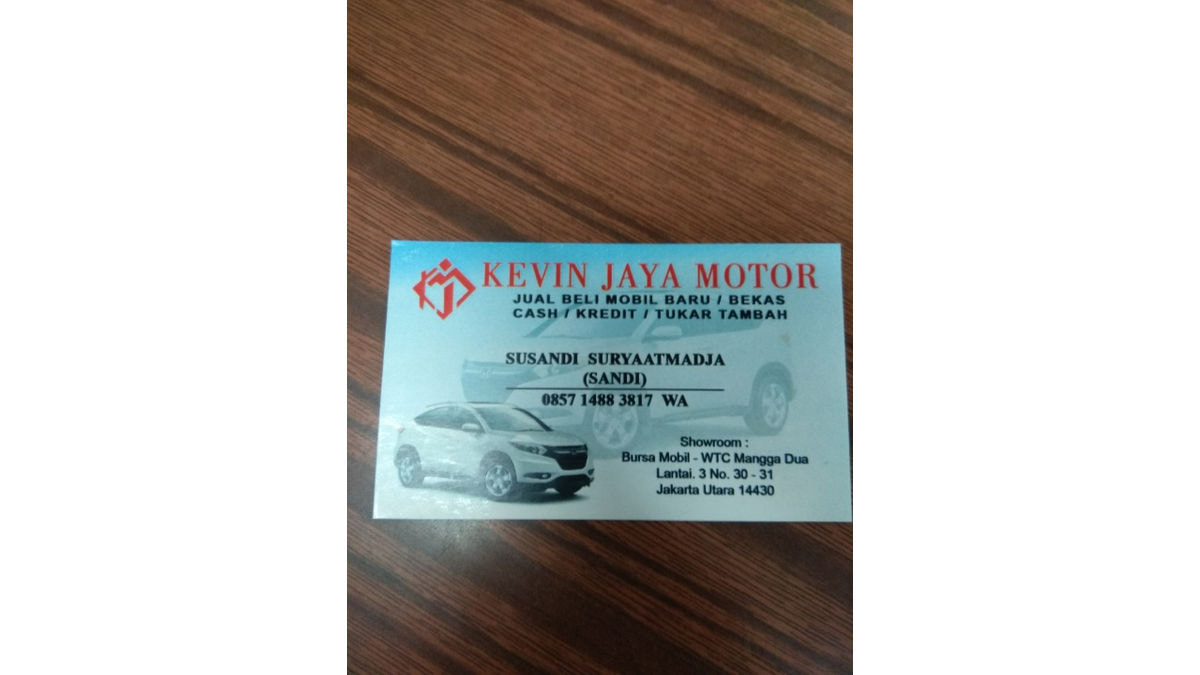 KJM
KEVIN JAYA MOTOR
JUAL BELI MOBIL BARU / BEKAS
CASH / KREDIT / TUKAR TAMBAH
SUSANDI SURYAATMADJA
(SANDI)
0857 1488 3817 WA
Showroom :
Bursa Mobil - WTC Mangga Dua
Lantai. 3 No. 30 - 31
Jakarta Utara 14430